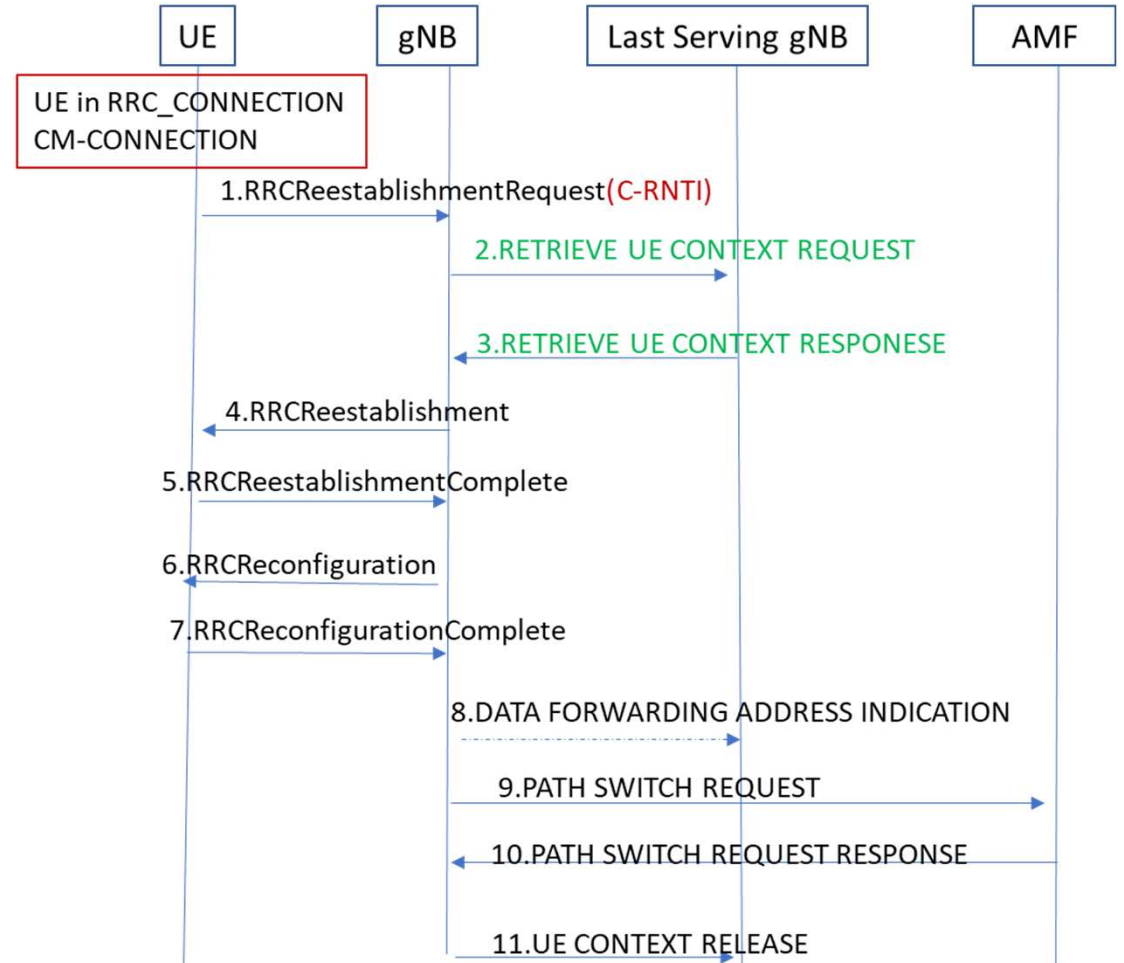 UE
gNB
Last Serving gNB
AMF
UE in RRC_CONNECTION
CM-CONNECTION
1.RRCReestablishmentRequest(C-RNTI)
2.RETRIEVE UE CONTEXT REQUEST
3.RETRIEVE UE CONTEXT RESPONESE
4.RRCReestablishment
5.RRCReestablishmentComplete
6.RRCReconfiguration
7.RRCReconfigurationComplete
8.DATA FORWARDING ADDRESS INDICATION
9.PATH SWITCH REQUEST
10.PATH SWITCH REQUEST RESPONSE
11.UE CONTEXT RELEASE